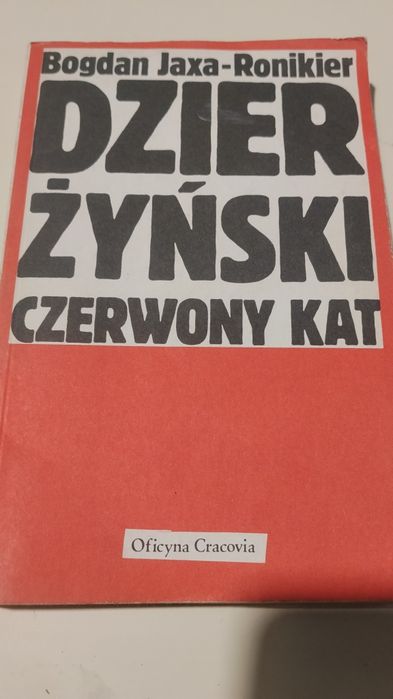 Bogdan Jaxa-Ronikier
DZIER
ŻYŃSKI
CZERWONY KAT
Oficyna Cracovia